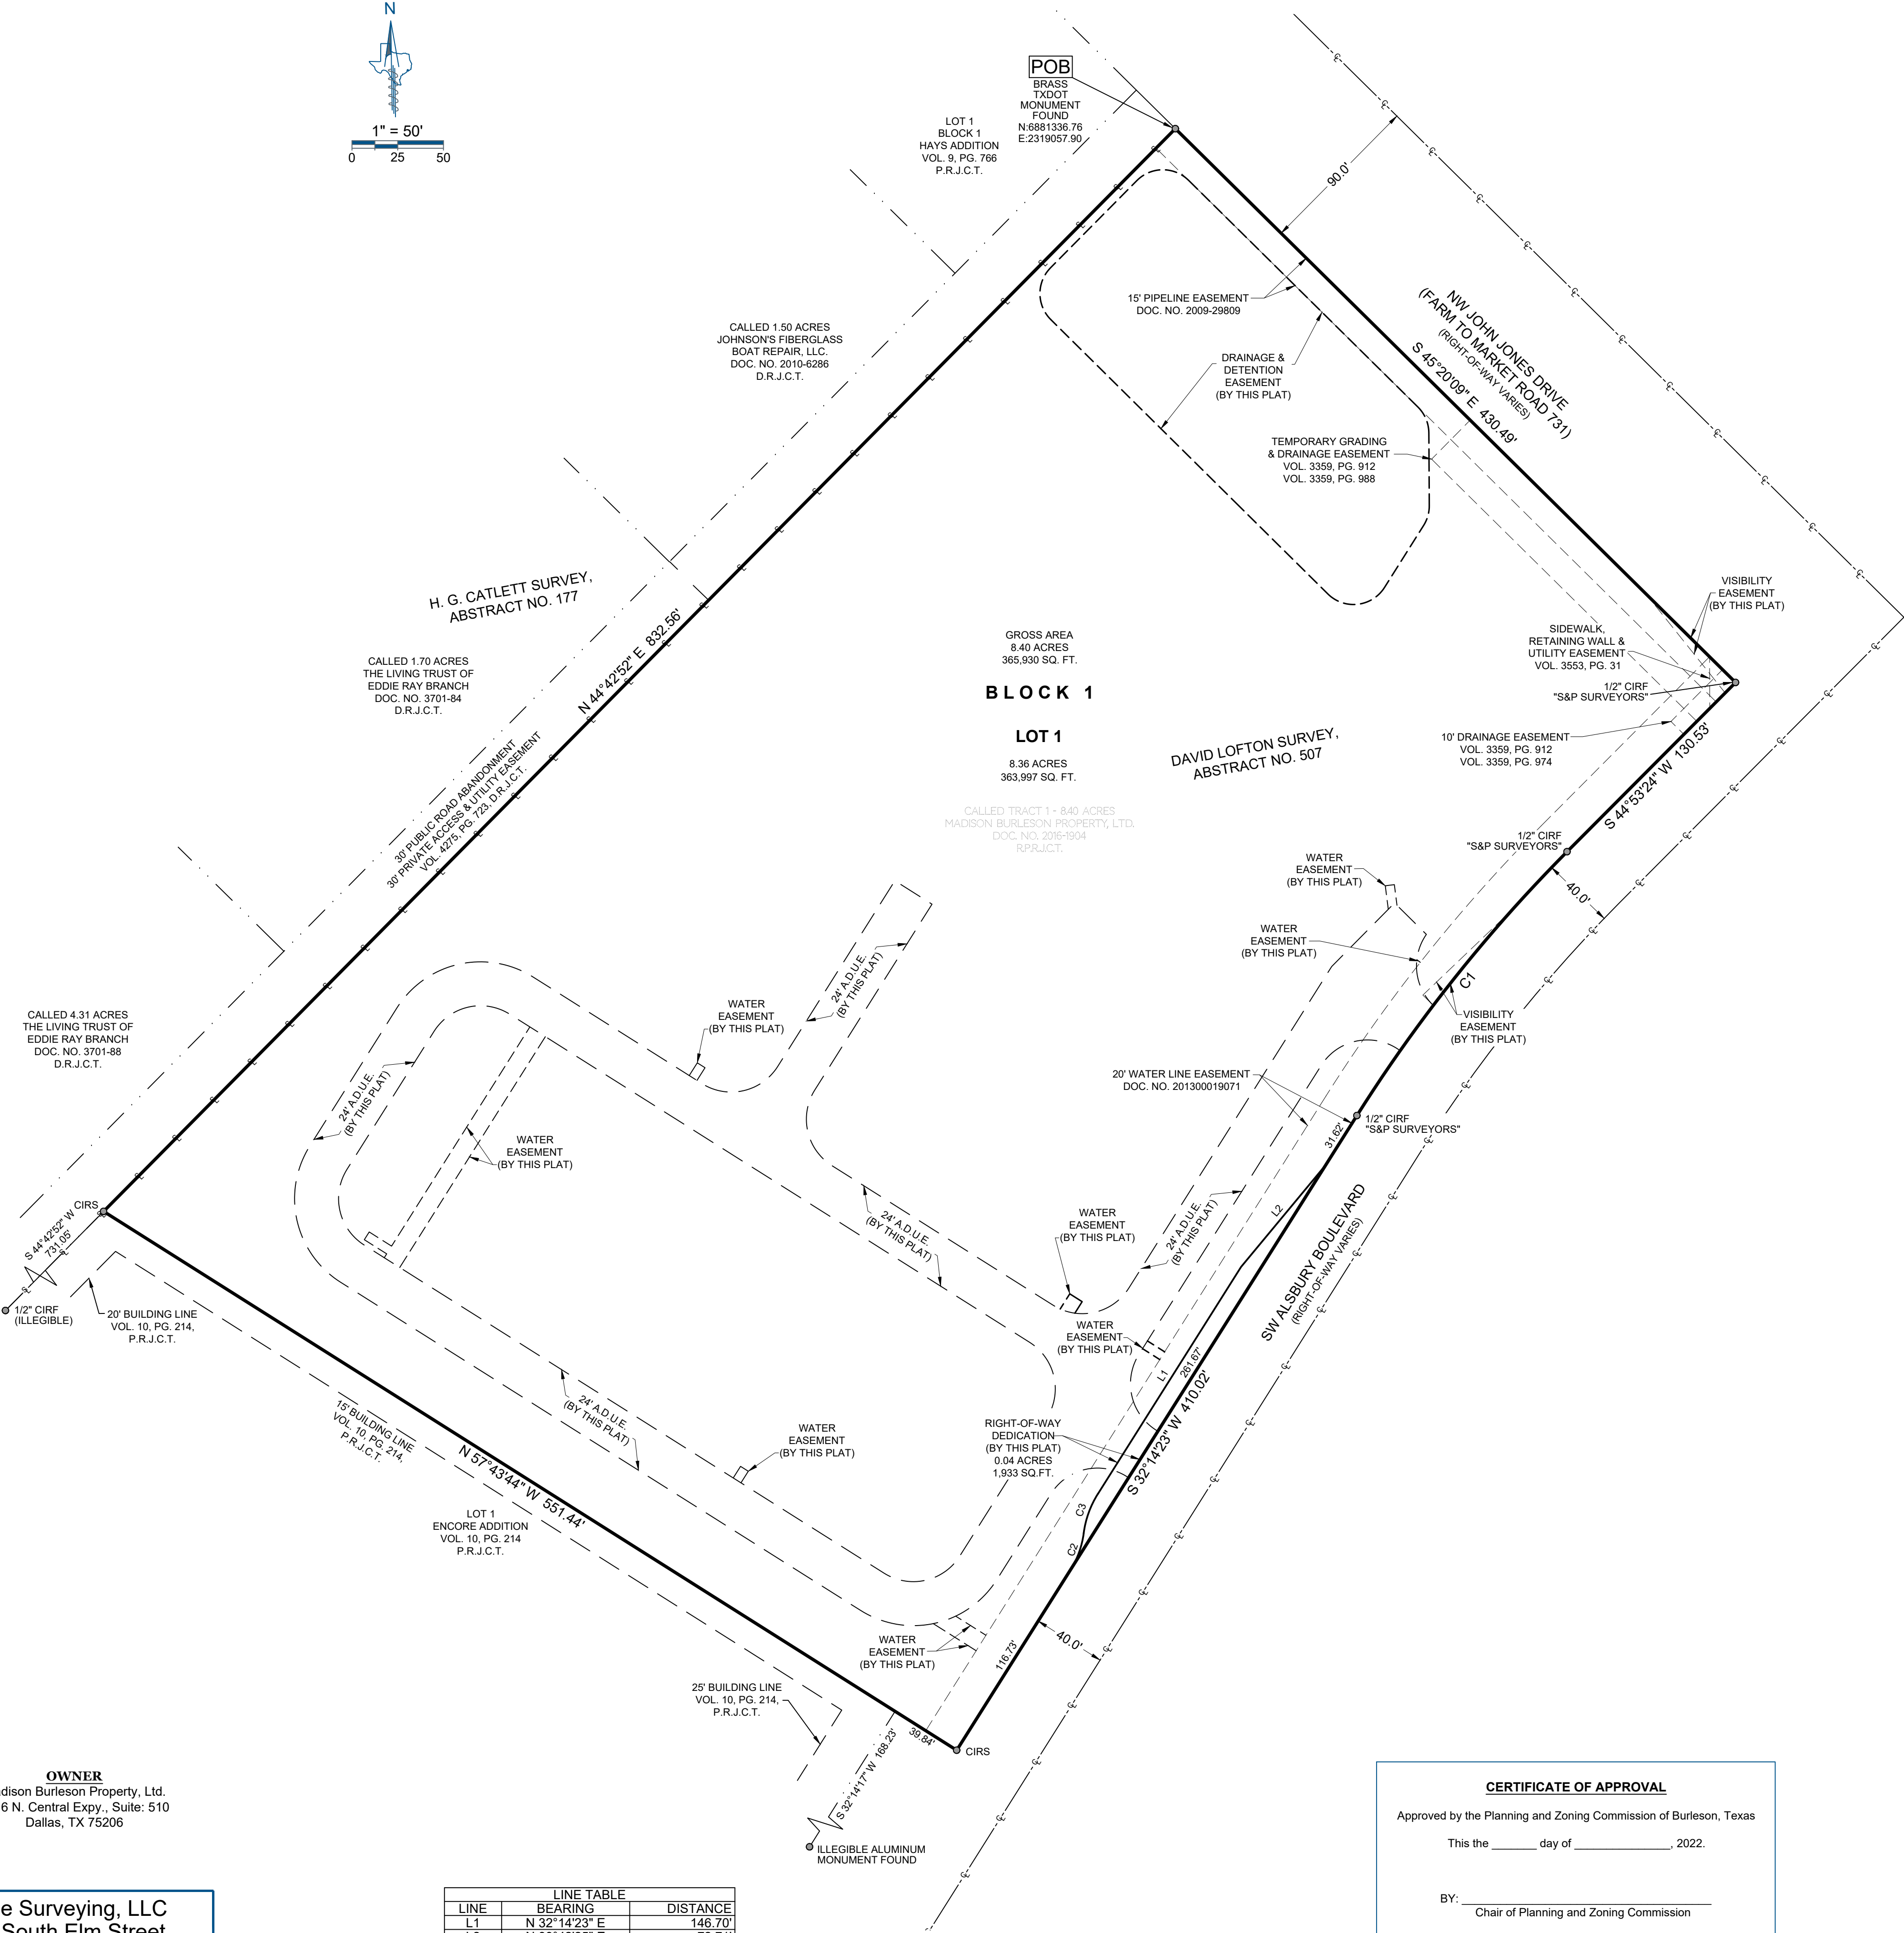 N
1" = 50'
0 25 50
POB
BRASS
TXDOT
MONUMENT
FOUND
N:6881336.76
E:2319057.90
LOT 1
BLOCK 1
HAYS ADDITION
VOL. 9, PG. 766
P.R.J.C.T.
90.0'
15' PIPELINE EASEMENT
DOC. NO. 2009-29809
NW JOHN JONES DRIVE
(FARM TO MARKET ROAD 731)
(RIGHT-OF-WAY VARIES)
S 45°20'09" E 430.49'
CALLED 1.50 ACRES
JOHNSON'S FIBERGLASS
BOAT REPAIR, LLC.
DOC. NO. 2010-6286
D.R.J.C.T.
DRAINAGE &
DETENTION
EASEMENT
(BY THIS PLAT)
TEMPORARY GRADING
& DRAINAGE EASEMENT
VOL. 3359, PG. 912
VOL. 3359, PG. 988
H. G. CATLETT SURVEY,
ABSTRACT NO. 177
VISIBILITY
EASEMENT
(BY THIS PLAT)
SIDEWALK,
RETAINING WALL &
UTILITY EASEMENT
VOL. 3553, PG. 31
1/2" CIRF
"S&P SURVEYORS"
GROSS AREA
8.40 ACRES
365,930 SQ. FT.
BLOCK 1
LOT 1
8.36 ACRES
363,997 SQ. FT.
CALLED TRACT 1 - 8.40 ACRES
MADISON BURLESON PROPERTY, LTD.
DOC. NO. 2016-1904
R.P.R.J.C.T.
CALLED 1.70 ACRES
THE LIVING TRUST OF
EDDIE RAY BRANCH
DOC. NO. 3701-84
D.R.J.C.T.
N 44°42'52" E 832.56'
DAVID LOFTON SURVEY,
ABSTRACT NO. 507
10' DRAINAGE EASEMENT
VOL. 3359, PG. 912
VOL. 3359, PG. 974
S 44°53'24" W 130.53'
30' PUBLIC ROAD ABANDONMENT
30' PRIVATE ACCESS & UTILITY EASEMENT
VOL. 4275, PG. 723, D.R.J.C.T.
1/2" CIRF
"S&P SURVEYORS"
WATER
EASEMENT
(BY THIS PLAT)
40.0'
WATER
EASEMENT
(BY THIS PLAT)
24' A.D.U.E.
(BY THIS PLAT)
C1
WATER
EASEMENT
(BY THIS PLAT)
VISIBILITY
EASEMENT
(BY THIS PLAT)
CALLED 4.31 ACRES
THE LIVING TRUST OF
EDDIE RAY BRANCH
DOC. NO. 3701-88
D.R.J.C.T.
24' A.D.U.E.
(BY THIS PLAT)
20' WATER LINE EASEMENT
DOC. NO. 201300019071
1/2" CIRF
"S&P SURVEYORS"
31.62'
WATER
EASEMENT
(BY THIS PLAT)
CIRS
S 44°42'52" W
731.05'
24' A.D.U.E.
(BY THIS PLAT)
WATER
EASEMENT
(BY THIS PLAT)
24' A.D.U.E.
(BY THIS PLAT)
L2
SW ALSBURY BOULEVARD
(RIGHT-OF-WAY VARIES)
1/2" CIRF
(ILLEGIBLE)
20' BUILDING LINE
VOL. 10, PG. 214,
P.R.J.C.T.
WATER
EASEMENT
(BY THIS PLAT)
L1
261.67'
S 32°14'23" W 410.02'
15' BUILDING LINE
VOL. 10, PG. 214,
P.R.J.C.T.
24' A.D.U.E.
(BY THIS PLAT)
WATER
EASEMENT
(BY THIS PLAT)
RIGHT-OF-WAY
DEDICATION
(BY THIS PLAT)
0.04 ACRES
1,933 SQ.FT.
N 57°43'44" W 551.44'
LOT 1
ENCORE ADDITION
VOL. 10, PG. 214
P.R.J.C.T.
C3
C2
WATER
EASEMENT
(BY THIS PLAT)
116.73'
40.0'
25' BUILDING LINE
VOL. 10, PG. 214,
P.R.J.C.T.
39.84'
CIRS
S 32°14'17" W 168.23'
ILLEGIBLE ALUMINUM
MONUMENT FOUND
OWNER
dison Burleson Property, Ltd.
6 N. Central Expy., Suite: 510
Dallas, TX 75206
e Surveying, LLC
South Elm Street
LINE TABLE
LINE BEARING DISTANCE
L1 N 32°14'23" E 146.70'
CERTIFICATE OF APPROVAL
Approved by the Planning and Zoning Commission of Burleson, Texas
This the _______ day of _______________, 2022.
BY: _______________________________________
Chair of Planning and Zoning Commission